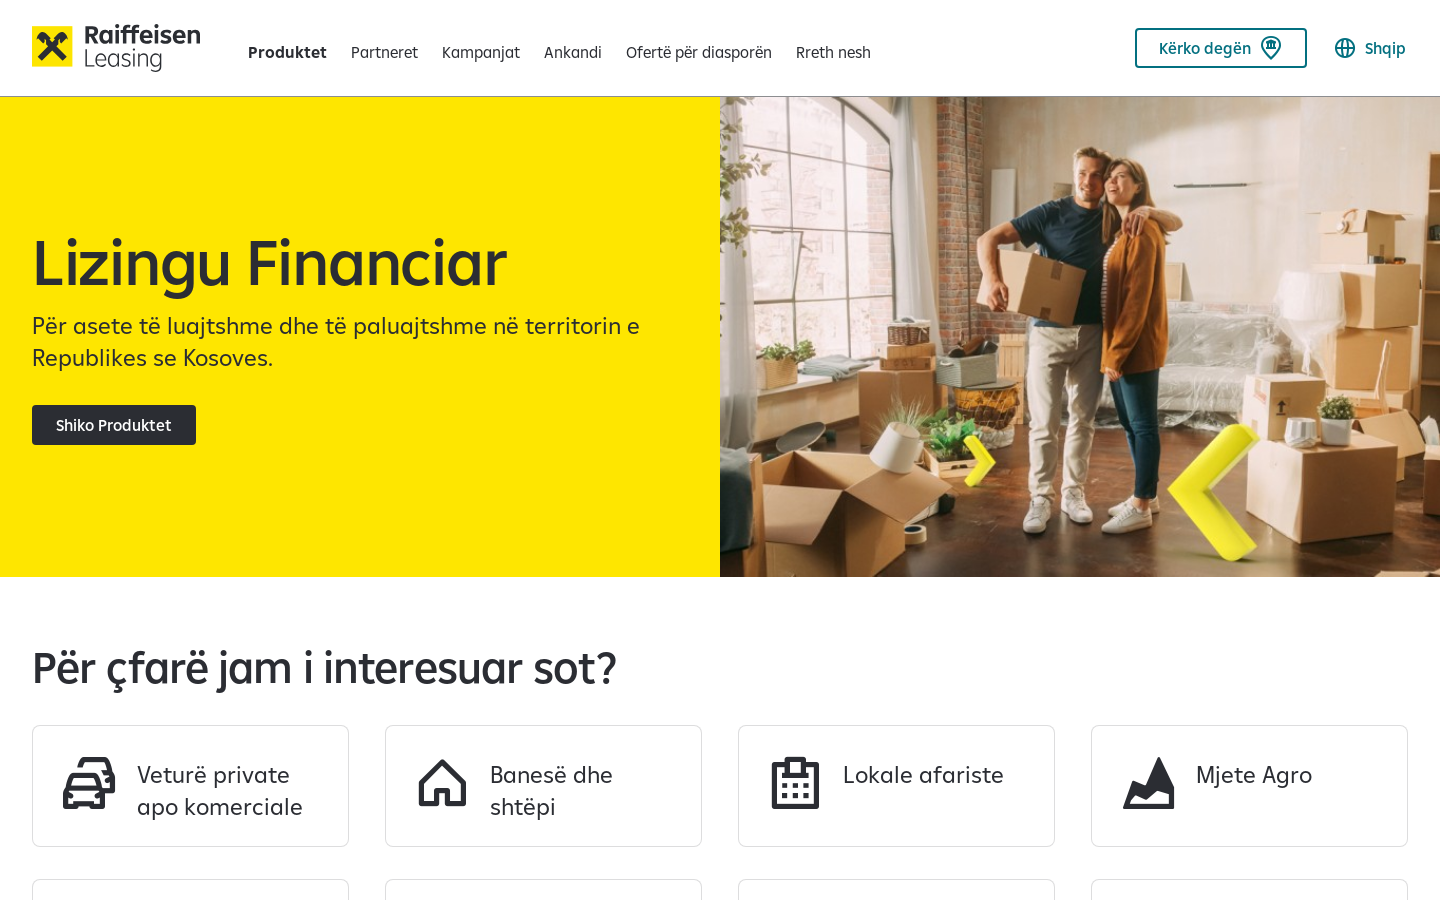 Raiffeisen
Leasing
Produktet
Partneret
Kampanjat
Ankandi
Ofertë për diasporën
Rreth nesh
Kërko degën
Shqip
Lizingu Financiar
Për asete të luajtshme dhe të paluajtshme në territorin e
Republikes se Kosoves.
Shiko Produktet
Për çfarë jam i interesuar sot?
Veturë private
apo komerciale
Banesë dhe
shtëpi
Lokale afariste
Mjete Agro